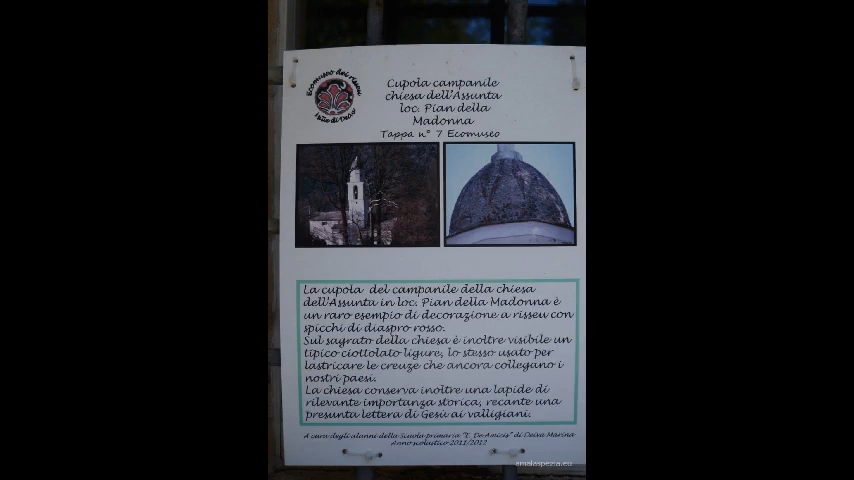 Ecomuseo dei risseu
Valle di Deiva
Cupola campanile
chiesa dell'Assunta
loc. Pian della
Madonna
Tappa n° 7 Ecomuseo
La cupola del campanile della chiesa
dell'Assunta in loc. Pian della Madonna è
un raro esempio di decorazione a risseu con
spicchi di diaspro rosso.
Sul sagrato della chiesa è inoltre visibile un
tipico ciottolato ligure, lo stesso usato per
lastricare le creuze che ancora collegano i
nostri paesi.
La chiesa conserva inoltre una lapide di
rilevante importanza storica, recante una
presunta lettera di Gesù ai valligiani.
A cura degli alunni della Scuola primaria "E. De Amicis" di Deiva Marina
Anno scolastico 2011/2012
amalaspezia.eu